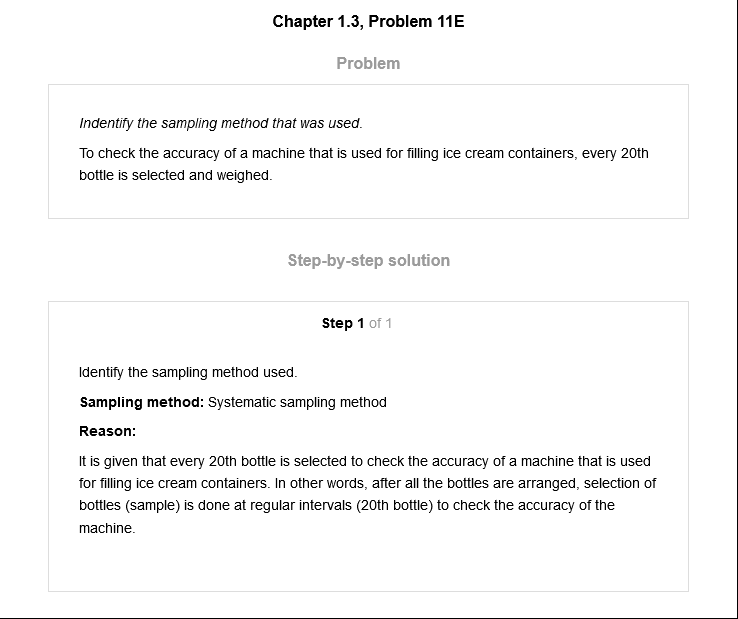 Chapter 1.3, Problem 11E
Problem
Indentify the sampling method that was used.
To check the accuracy of a machine that is used for filling ice cream containers, every 20th
bottle is selected and weighed.
Step-by-step solution
Step 1 of 1
Identify the sampling method used.
Sampling method: Systematic sampling method
Reason:
It is given that every 20th bottle is selected to check the accuracy of a machine that is used
for filling ice cream containers. In other words, after all the bottles are arranged, selection of
bottles (sample) is done at regular intervals (20th bottle) to check the accuracy of the
machine.